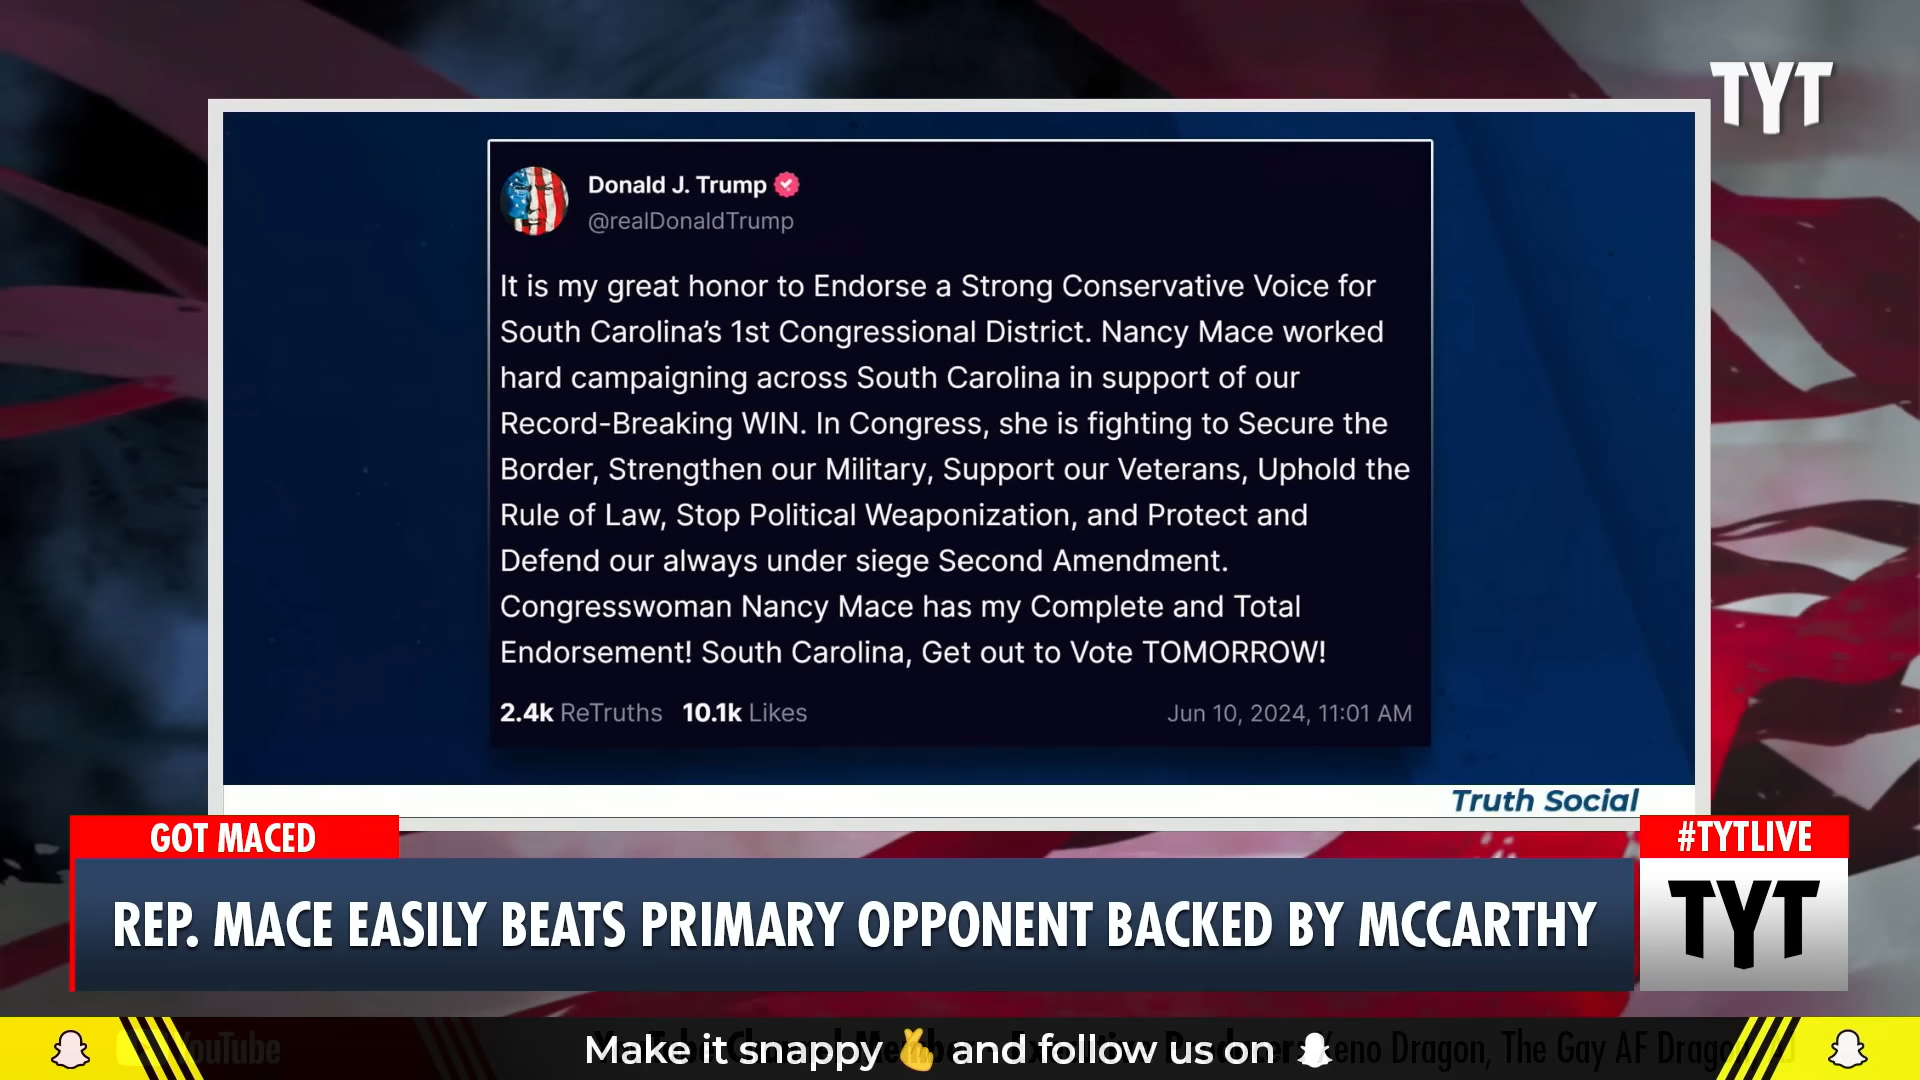 TYT
Donald J. Trump
@realDonaldTrump
It is my great honor to Endorse a Strong Conservative Voice for
South Carolina’s 1st Congressional District. Nancy Mace worked
hard campaigning across South Carolina in support of our
Record-Breaking WIN. In Congress, she is fighting to Secure the
Border, Strengthen our Military, Support our Veterans, Uphold the
Rule of Law, Stop Political Weaponization, and Protect and
Defend our always under siege Second Amendment.
Congresswoman Nancy Mace has my Complete and Total
Endorsement! South Carolina, Get out to Vote TOMORROW!
2.4k ReTruths 10.1k Likes
Jun 10, 2024, 11:01 AM
Truth Social
GOT MACED
#TYTLIVE
REP. MACE EASILY BEATS PRIMARY OPPONENT BACKED BY MCCARTHY
TYT
YouTube
Make it snappy and follow us on
Dragon, The Gay AF